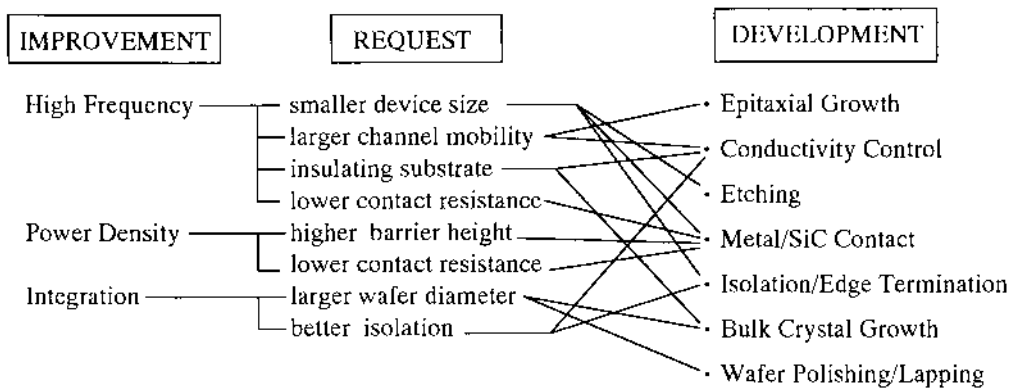 IMPROVEMENT
REQUEST
DEVELOPMENT
High Frequency
smaller device size
larger channel mobility
insulating substrate
lower contact resistance
Power Density
higher barrier height
lower contact resistance
Integration
larger wafer diameter
better isolation
· Epitaxial Growth
· Conductivity Control
· Etching
· Metal/SiC Contact
· Isolation/Edge Termination
· Bulk Crystal Growth
· Wafer Polishing/Lapping